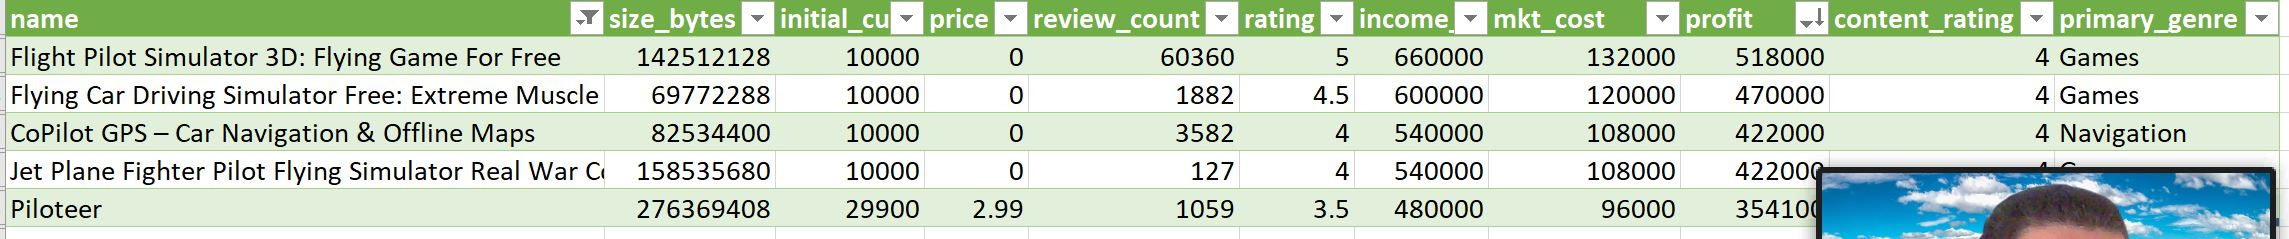 name size_bytes initial_cu price review_count rating income_ mkt_cost profit content_rating primary_genre
Flight Pilot Simulator 3D: Flying Game For Free 142512128 10000 0 60360 5 660000 132000 518000 4 Games
Flying Car Driving Simulator Free: Extreme Muscle 69772288 10000 0 1882 4.5 600000 120000 470000 4 Games
CoPilot GPS – Car Navigation & Offline Maps 82534400 10000 0 3582 4 540000 108000 422000 4 Navigation
Jet Plane Fighter Pilot Flying Simulator Real War 158535680 10000 0 127 4 540000 108000 422000
Piloteer 276369408 29900 2.99 1059 3.5 480000 96000 354100